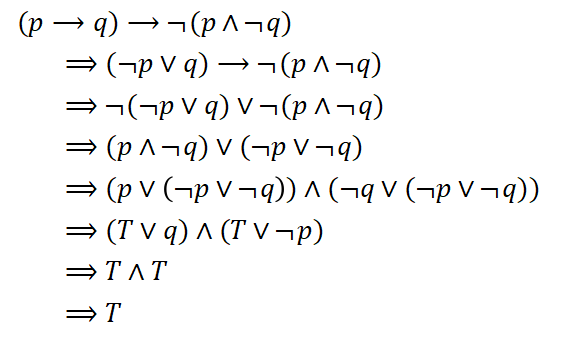 (p ⟶ q) ⟶ ¬(p ∧ ¬q)
⟹ (¬p ∨ q) ⟶ ¬(p ∧ ¬q)
⟹ ¬(¬p ∨ q) ∨ ¬(p ∧ ¬q)
⟹ (p ∧ ¬q) ∨ (¬p ∨ ¬q)
⟹ (p ∨ (¬p ∨ ¬q)) ∧ (¬q ∨ (¬p ∨ ¬q))
⟹ (T ∨ q) ∧ (T ∨ ¬p)
⟹ T ∧ T
⟹ T